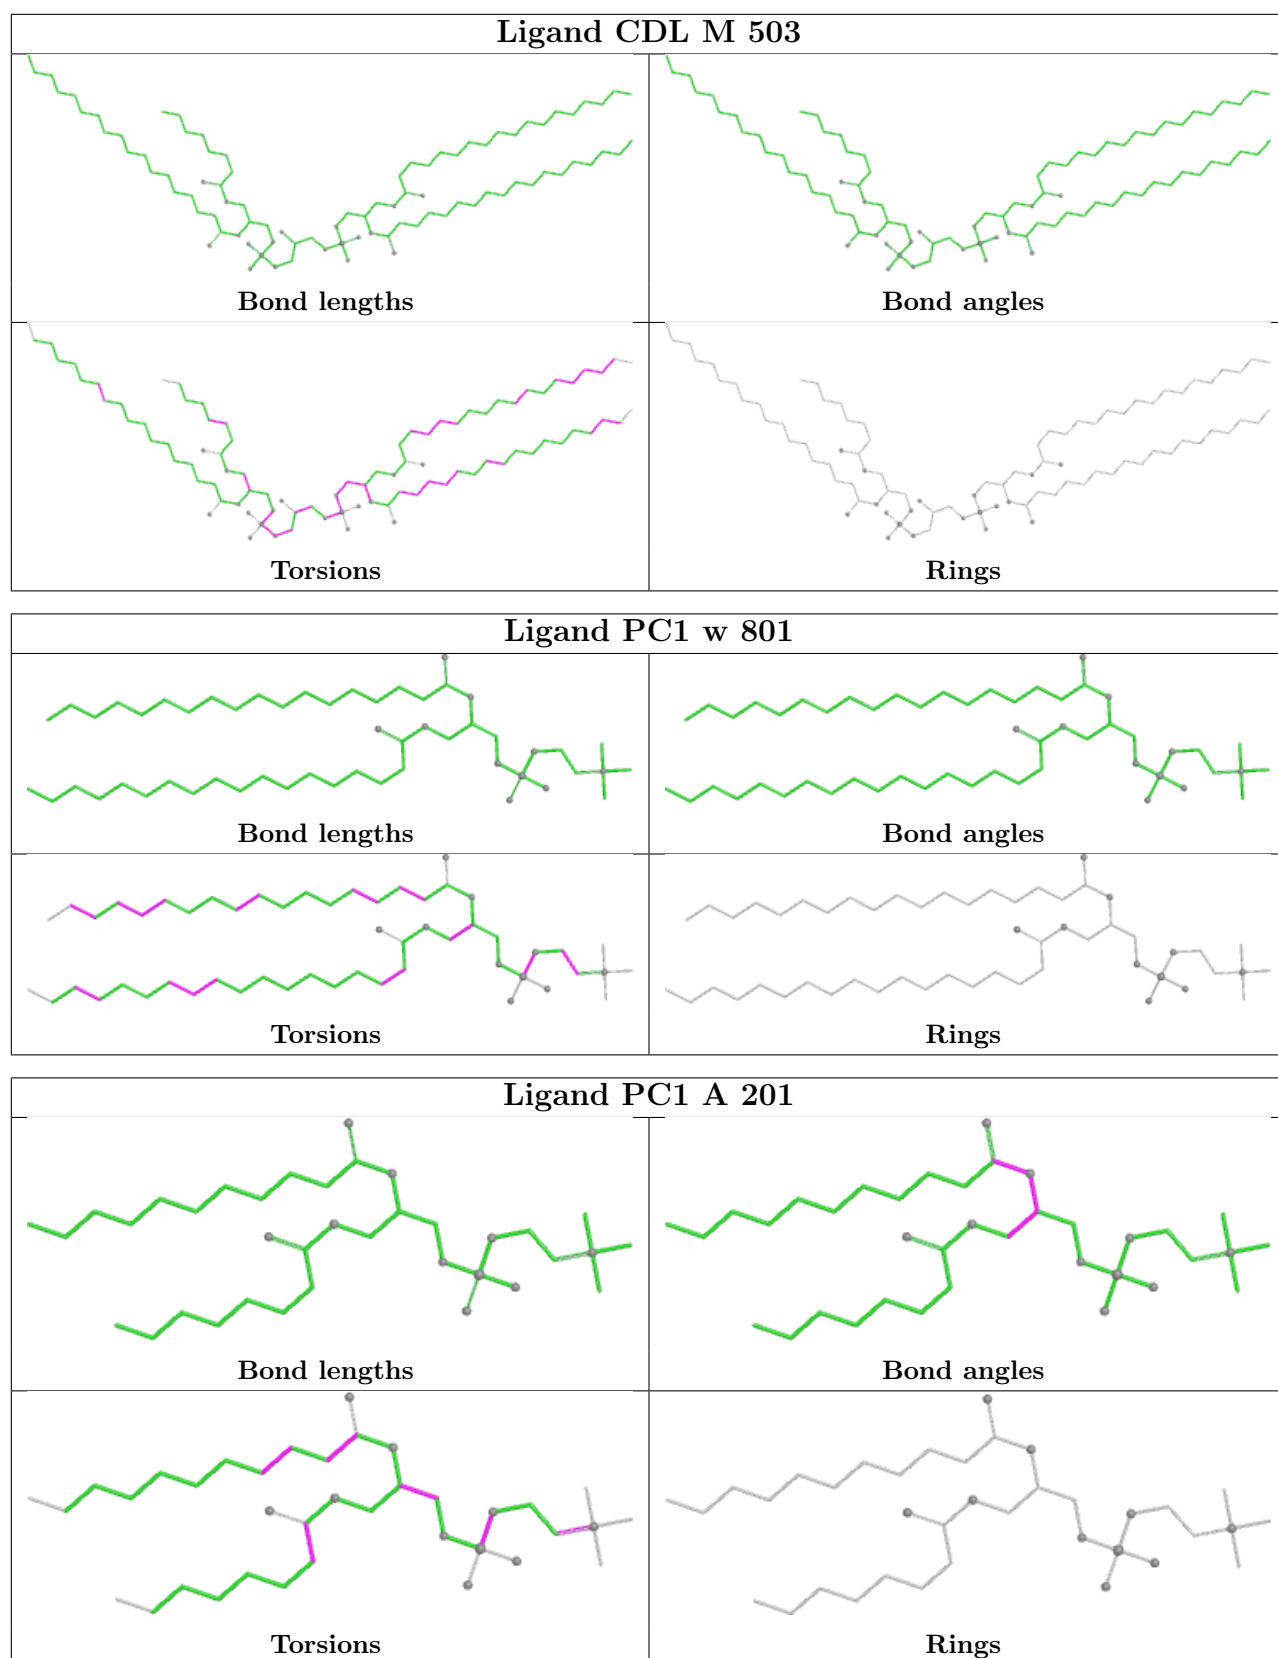 Ligand CDL M 503
Bond lengths
Bond angles
Torsions
Rings
Ligand PC1 w 801
Bond lengths
Bond angles
Torsions
Rings
Ligand PC1 A 201
Bond lengths
Bond angles
Torsions
Rings